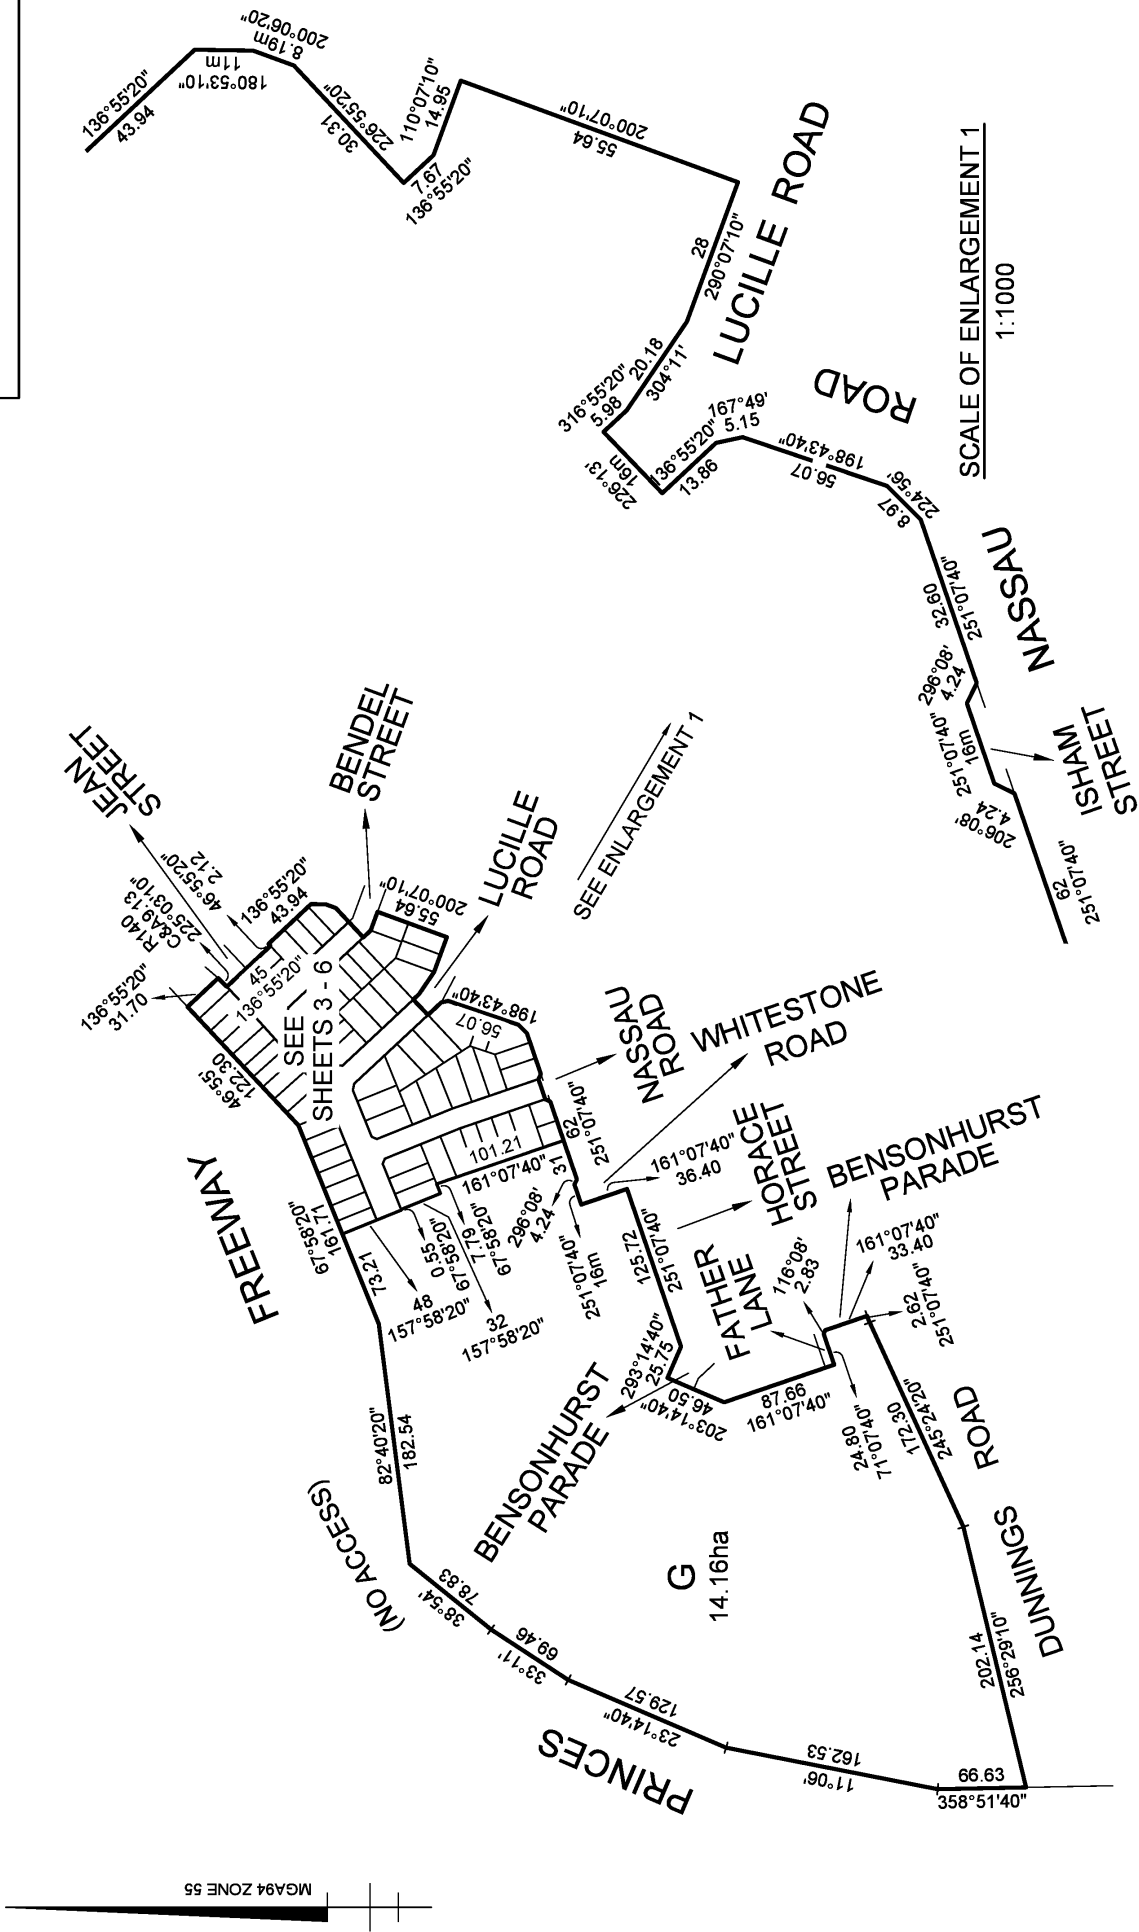 136°55'20"
43.94
180°53'10"
11m
200°06'20"
8.19m
226°55'20"
30.31
110°07'10"
14.95
7.67
136°55'20"
200°07'10"
55.64
LUCILLE ROAD
28
290°07'10"
20.18
304°11'
316°55'20"
5.98
226°13'
16m
136°55'20"
13.86
167°49'
5.15
198°43'40"
56.07
224°56'
8.97
NASSAU
ROAD
32.60
251°07'40"
296°08'
4.24
251°07'40"
16m
ISHAM
STREET
206°08'
4.24
62
251°07'40"
SCALE OF ENLARGEMENT 1
1:1000
JEAN
STREET
BENDEL
STREET
LUCILLE
ROAD
SEE ENLARGEMENT 1
46°55'20"
2.12
136°55'20"
43.94
225°03'10"
C&A9.13
R140
136°55'20"
31.70
45
136°55'20"
SEE
SHEETS 3 - 6
200°07'10"
55.64
46°55'
122.30
198°43'40"
56.07
NASSAU
ROAD
WHITESTONE
ROAD
HORACE
STREET
BENSONHURST
PARADE
FATHER
LANE
FREEWAY
67°58'20"
161.71
73.21
101.21
161°07'40"
62
251°07'40"
31
161°07'40"
36.40
296°08'
4.24
251°07'40"
16m
67°58'20"
7.79
67°58'20"
0.55
48
157°58'20"
32
157°58'20"
125.72
251°07'40"
116°08'
2.83
161°07'40"
33.40
2.62
251°07'40"
293°14'40"
25.75
46.50
203°14'40"
87.66
161°07'40"
24.80
71°07'40"
172.30
245°24'20"
BENSONHURST
PARADE
82°40'20"
182.54
(NO ACCESS)
38°54'
78.83
33°11'
69.46
23°14'40"
129.57
PRINCES
11°06'
162.53
66.63
358°51'40"
G
14.16ha
DUNNINGS
ROAD
202.14
256°29'10"
MGA94 ZONE 55